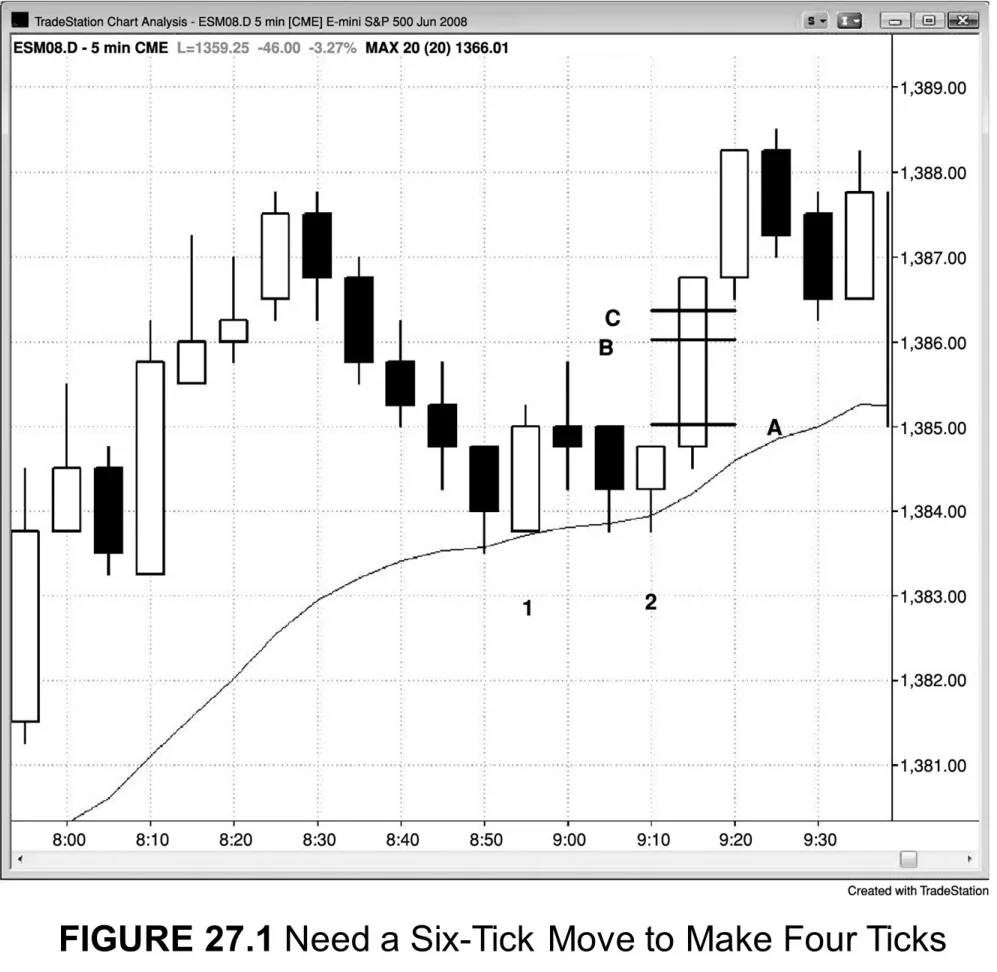 TradeStation Chart Analysis - ESM08.D 5 min [CME] E-mini S&P 500 Jun 2008
S
I
ESM08.D - 5 min CME L=1359.25 -46.00 -3.27% MAX 20 (20) 1366.01
1,389.00
1,388.00
1,387.00
C
B
1,386.00
A
1,385.00
1,384.00
1,383.00
1
2
1,382.00
1,381.00
8:00 8:10 8:20 8:30 8:40 8:50 9:00 9:10 9:20 9:30
Created with TradeStation
FIGURE 27.1 Need a Six-Tick Move to Make Four Ticks